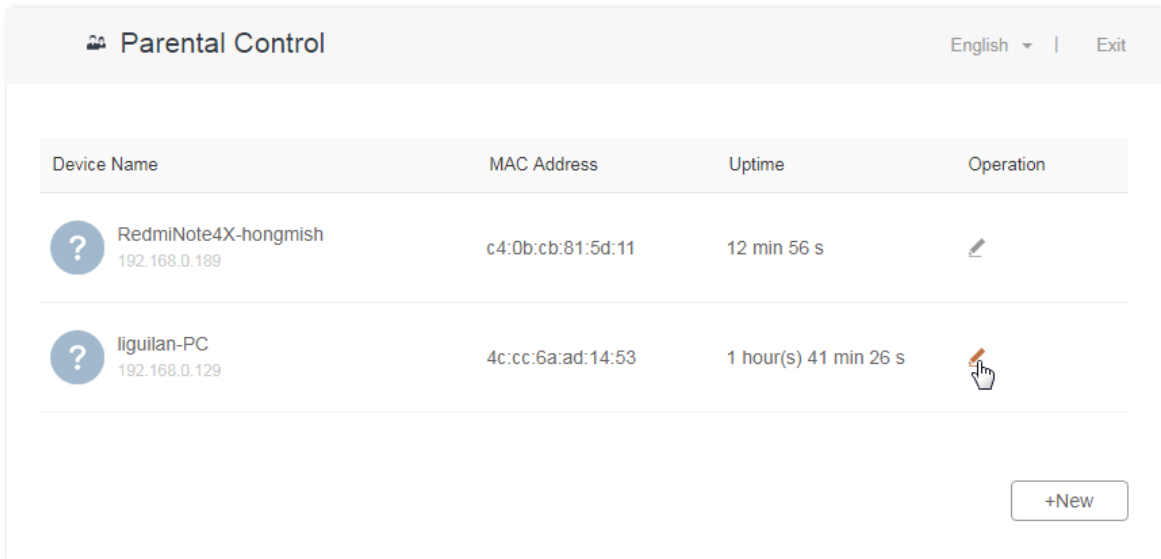 Parental Control
English | Exit
Device Name MAC Address Uptime Operation
? RedmiNote4X-hongmish c4:0b:cb:81:5d:11 12 min 56 s
192.168.0.189
? liguilan-PC 4c:cc:6a:ad:14:53 1 hour(s) 41 min 26 s
192.168.0.129
+New